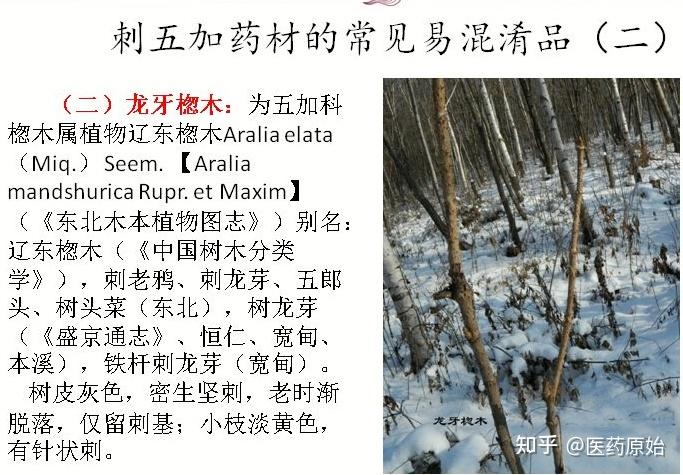 刺五加药材的常见易混淆品（二）
（二）龙牙楤木：为五加科
楤木属植物辽东楤木Aralia elata
（Miq.） Seem. 【Aralia
mandshurica Rupr. et Maxim】
（《东北木本植物图志》）别名：
辽东楤木（《中国树木分类
学》），刺老鸦、刺龙芽、五郎
头、树头菜（东北），树龙芽
（《盛京通志》、恒仁、宽甸、
本溪），铁杆刺龙芽（宽甸）。
树皮灰色，密生坚刺，老时渐
脱落，仅留刺基；小枝淡黄色，
有针状刺。
龙牙楤木
知乎 @医药原始